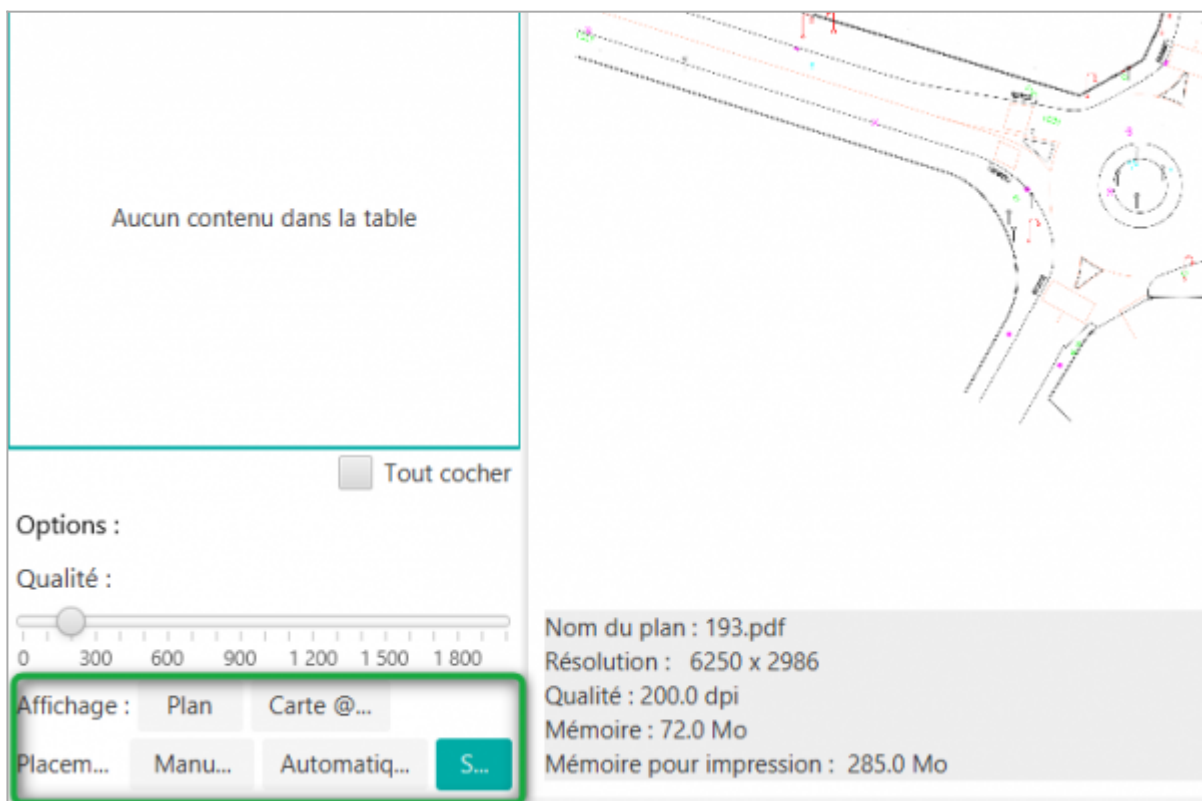 Aucun contenu dans la table
Tout cocher
Options :
Qualité :
0 300 600 900 1 200 1 500 1 800
Affichage : Plan Carte @...
Placem... Manu... Automatiq... S...
Nom du plan : 193.pdf
Résolution : 6250 x 2986
Qualité : 200.0 dpi
Mémoire : 72.0 Mo
Mémoire pour impression : 285.0 Mo